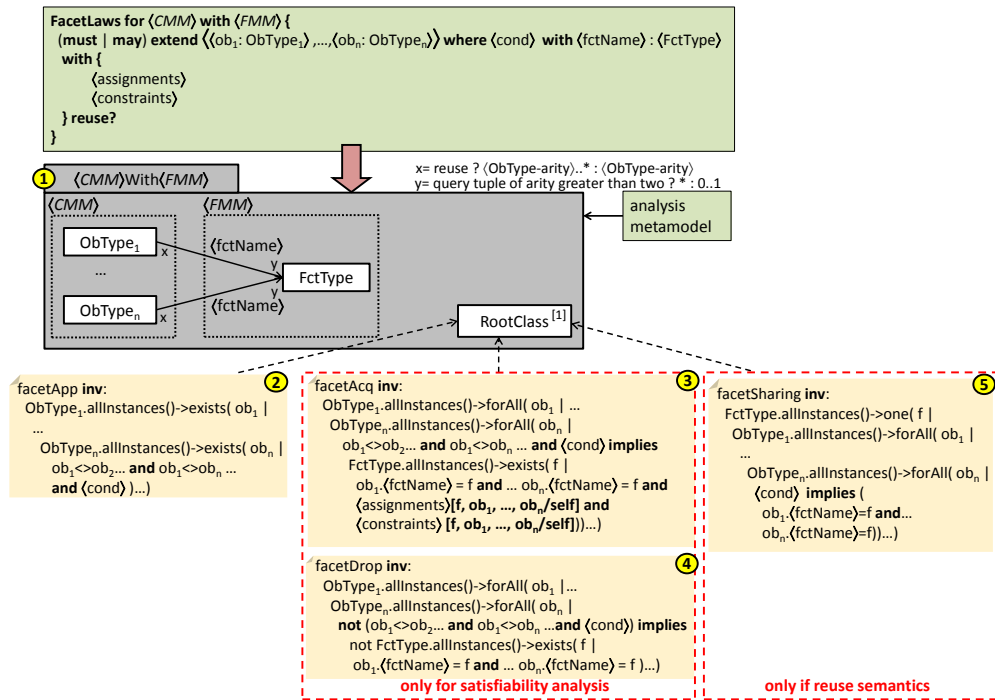 FacetLaws for ⟨CMM⟩ with ⟨FMM⟩ {
(must | may) extend ⟨⟨ob1: ObType1⟩ ,…,⟨obn: ObTypen⟩⟩ where ⟨cond⟩ with ⟨fctName⟩ : ⟨FctType⟩
with {
⟨assignments⟩
⟨constraints⟩
} reuse?
}
x= reuse ? ⟨ObType-arity⟩..* : ⟨ObType-arity⟩
y= query tuple of arity greater than two ? * : 0..1
1
⟨CMM⟩With⟨FMM⟩
⟨CMM⟩
⟨FMM⟩
analysis
metamodel
ObType1
x
⟨fctName⟩
y
…
FctType
y
⟨fctName⟩
ObTypen
x
RootClass [1]
2
facetApp inv:
ObType1.allInstances()->exists( ob1 |
…
ObTypen.allInstances()->exists( obn |
ob1<>ob2… and ob1<>obn …
and ⟨cond⟩ )…)
3
facetAcq inv:
ObType1.allInstances()->forAll( ob1 | …
ObTypen.allInstances()->forAll( obn |
ob1<>ob2… and ob1<>obn … and ⟨cond⟩ implies
FctType.allInstances()->exists( f |
ob1.⟨fctName⟩ = f and … obn.⟨fctName⟩ = f and
⟨assignments⟩[f, ob1, …, obn/self] and
⟨constraints⟩ [f, ob1, …, obn/self]))…)
4
facetDrop inv:
ObType1.allInstances()->forAll( ob1 | …
ObTypen.allInstances()->forAll( obn |
not (ob1<>ob2… and ob1<>obn …and ⟨cond⟩) implies
not FctType.allInstances()->exists( f |
ob1.⟨fctName⟩ = f and … obn.⟨fctName⟩ = f )…)
only for satisfiability analysis
5
facetSharing inv:
FctType.allInstances()->one( f |
ObType1.allInstances()->forAll( ob1 |
…
ObTypen.allInstances()->forAll( obn |
⟨cond⟩ implies (
ob1.⟨fctName⟩=f and…
obn.⟨fctName⟩=f))…)
only if reuse semantics